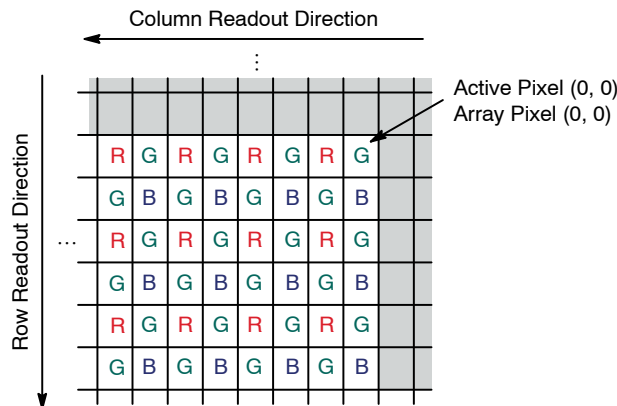 Column Readout Direction
...
Active Pixel (0, 0)
Array Pixel (0, 0)
Row Readout Direction
R G R G R G R G
G B G B G B G B
... R G R G R G R G
G B G B G B G B
R G R G R G R G
G B G B G B G B